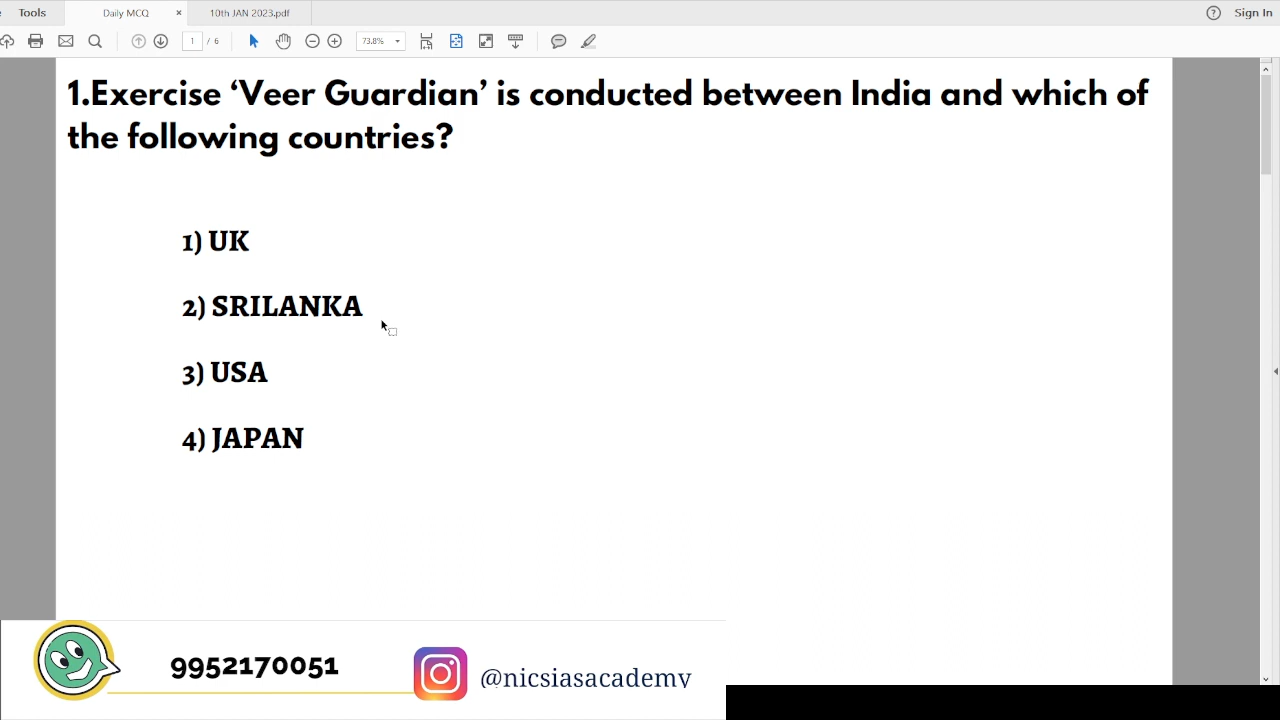 Tools
Daily MCQ
10th JAN 2023.pdf
Sign In
1 / 6
73.8%
1.Exercise ‘Veer Guardian’ is conducted between India and which of
the following countries?
1) UK
2) SRILANKA
3) USA
4) JAPAN
9952170051
@nicsiasacademy